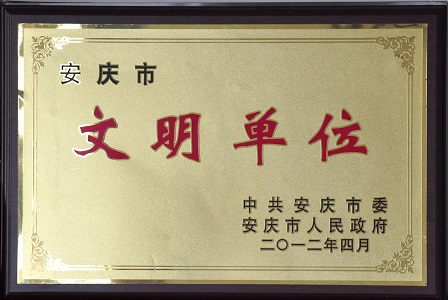 安庆市
文明单位
中共安庆市委
安庆市人民政府
二〇一二年四月